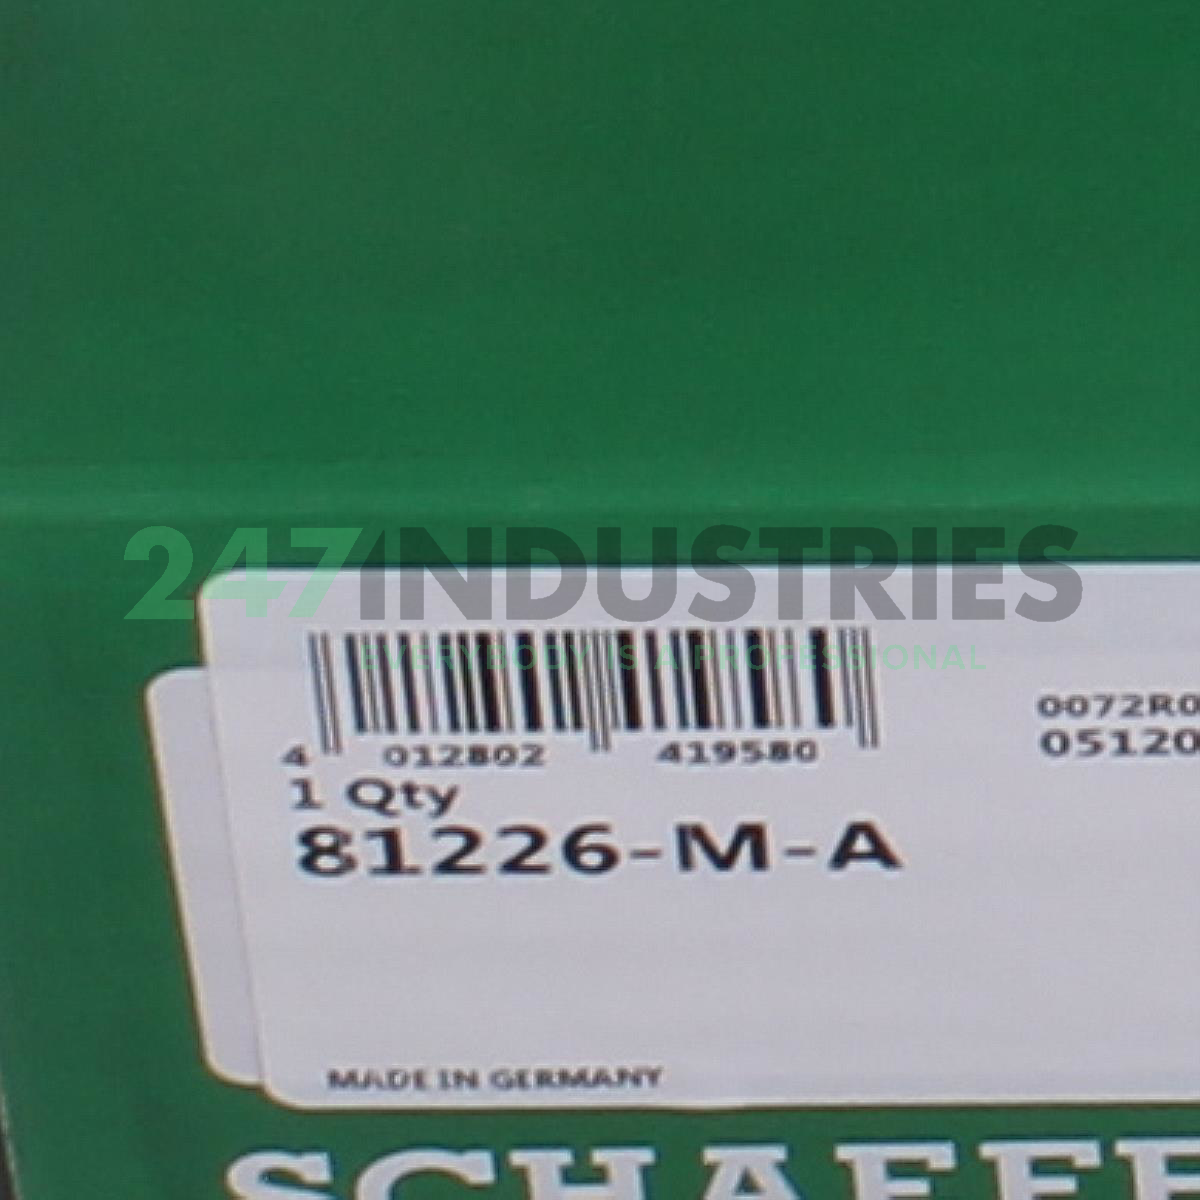 247INDUSTRIES
EVERYBODY IS A PROFESSIONAL
4 012802 419580
0072R0
05120
1 Qty
81226-M-A
MADE IN GERMANY
SCHAEFF